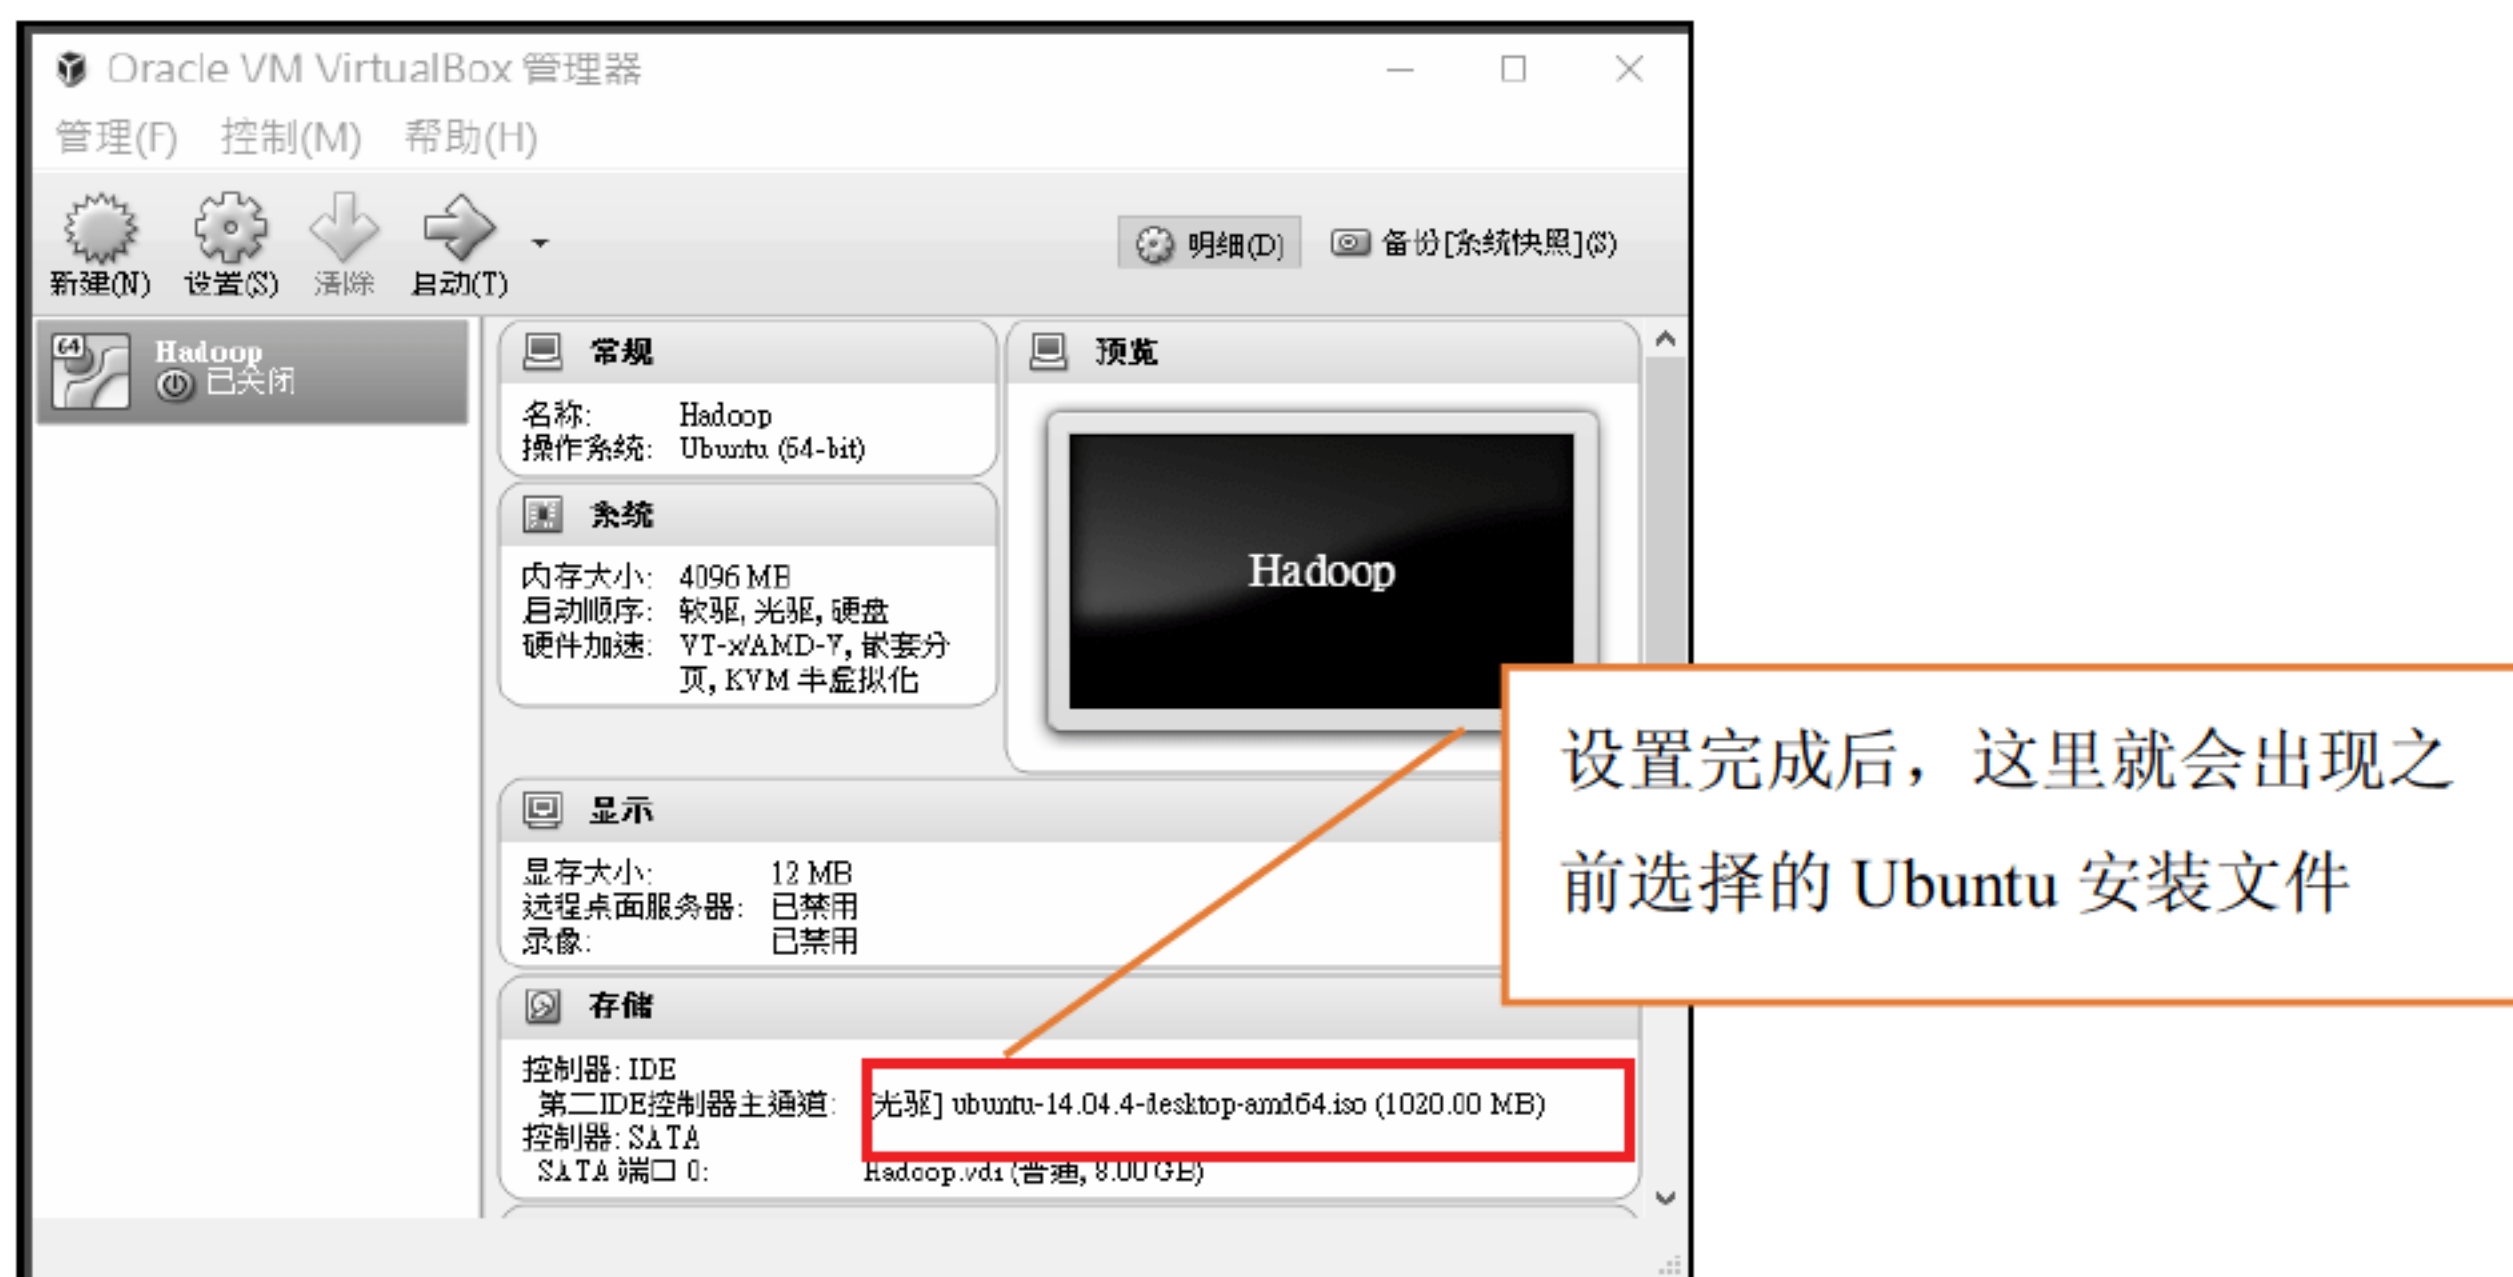 Oracle VM VirtualBox 管理器
管理(F) 控制(M) 帮助(H)
新建(N) 设置(S) 清除 启动(T)
明细(D) 备份[系统快照](S)
64
Hadoop
已关闭
常规
名称: Hadoop
操作系统: Ubuntu (64-bit)
系统
内存大小: 4096 MB
启动顺序: 软驱, 光驱, 硬盘
硬件加速: VT-x/AMD-V, 嵌套分
页, KVM 半虚拟化
预览
Hadoop
显示
显存大小: 12 MB
远程桌面服务器: 已禁用
录像: 已禁用
存储
控制器: IDE
第二IDE控制器主通道: [光驱] ubuntu-14.04.4-desktop-amd64.iso (1020.00 MB)
控制器: SATA
SATA 端口 0: Hadoop.vdi (普通, 8.00 GB)
设置完成后，这里就会出现之
前选择的 Ubuntu 安装文件